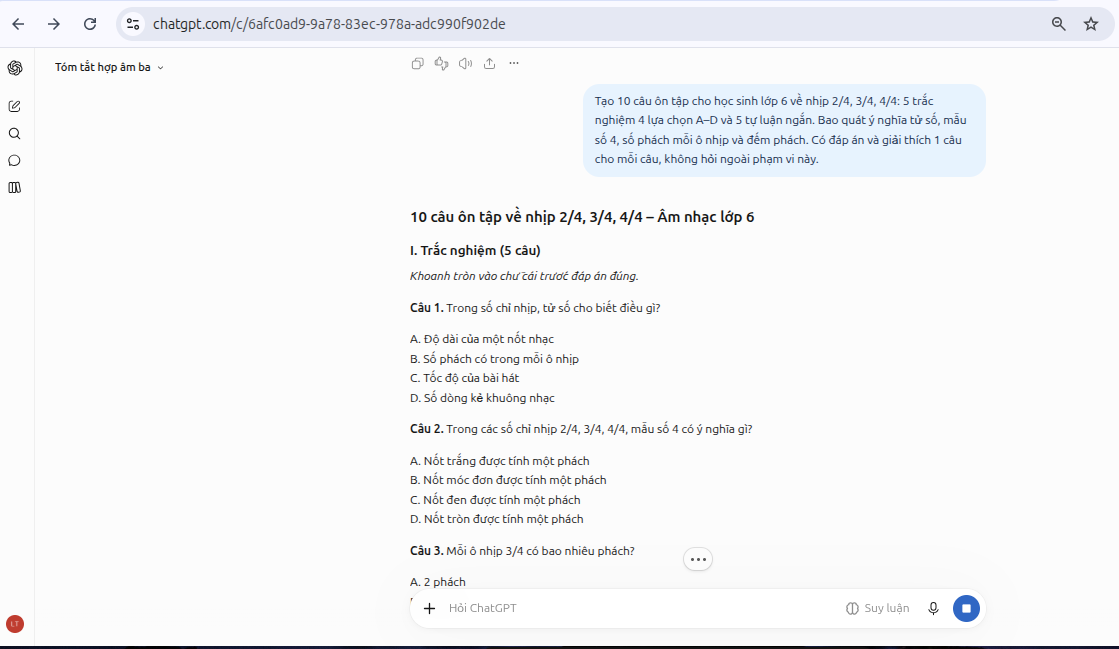 chatgpt.com/c/6afc0ad9-9a78-83ec-978a-adc990f902de
Tóm tắt hợp âm ba
Tạo 10 câu ôn tập cho học sinh lớp 6 về nhịp 2/4, 3/4, 4/4: 5 trắc
nghiệm 4 lựa chọn A–D và 5 tự luận ngắn. Bao quát ý nghĩa tử số, mẫu
số 4, số phách mỗi ô nhịp và đếm phách. Có đáp án và giải thích 1 câu
cho mỗi câu, không hỏi ngoài phạm vi này.
10 câu ôn tập về nhịp 2/4, 3/4, 4/4 – Âm nhạc lớp 6
I. Trắc nghiệm (5 câu)
Khoanh tròn vào chữ cái trước đáp án đúng.
Câu 1. Trong số chỉ nhịp, tử số cho biết điều gì?
A. Độ dài của một nốt nhạc
B. Số phách có trong mỗi ô nhịp
C. Tốc độ của bài hát
D. Số dòng kẻ khuông nhạc
Câu 2. Trong các số chỉ nhịp 2/4, 3/4, 4/4, mẫu số 4 có ý nghĩa gì?
A. Nốt trắng được tính một phách
B. Nốt móc đơn được tính một phách
C. Nốt đen được tính một phách
D. Nốt tròn được tính một phách
Câu 3. Mỗi ô nhịp 3/4 có bao nhiêu phách?
A. 2 phách
Hỏi ChatGPT
Suy luận
LT